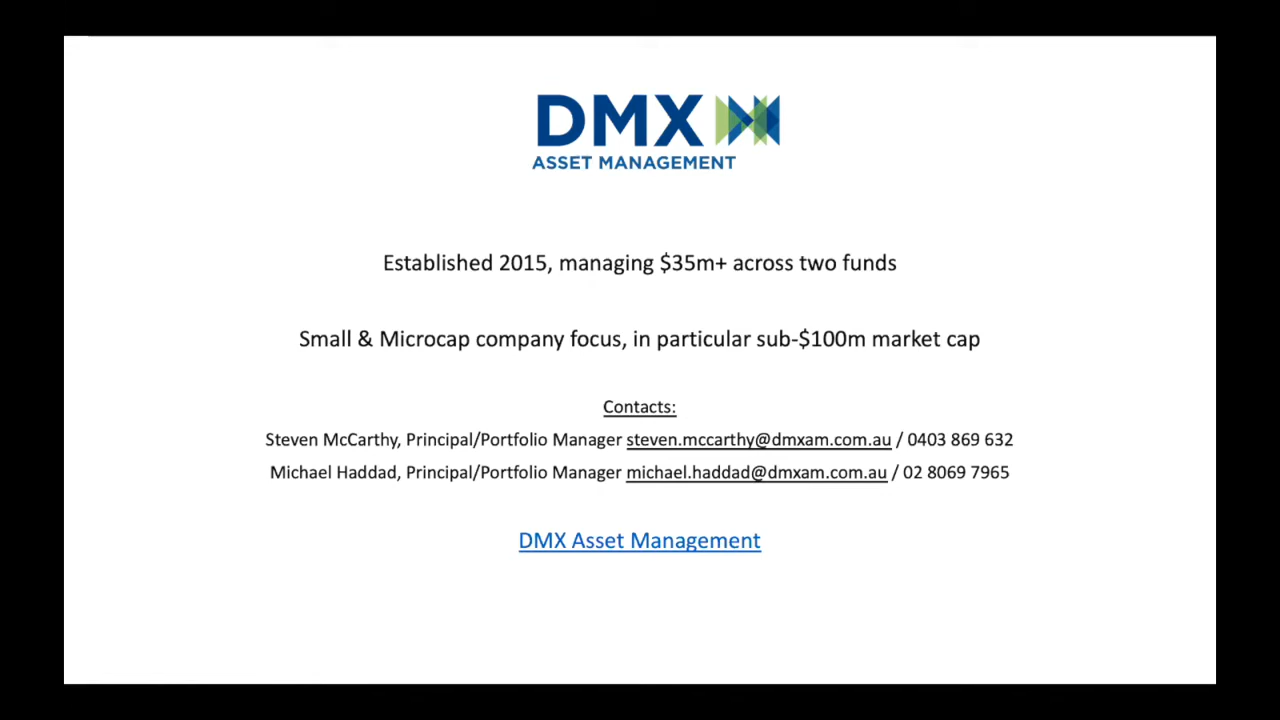 DMX
ASSET MANAGEMENT
Established 2015, managing $35m+ across two funds
Small & Microcap company focus, in particular sub-$100m market cap
Contacts:
Steven McCarthy, Principal/Portfolio Manager steven.mccarthy@dmxam.com.au / 0403 869 632
Michael Haddad, Principal/Portfolio Manager michael.haddad@dmxam.com.au / 02 8069 7965
DMX Asset Management